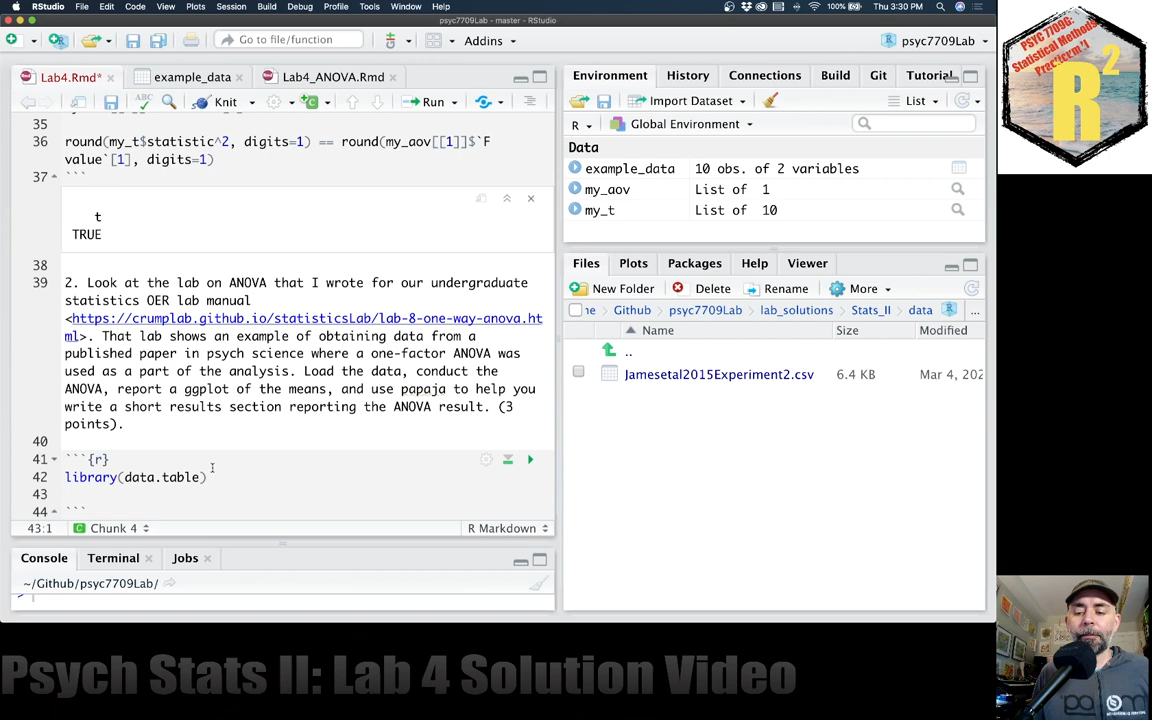 RStudio File Edit Code View Plots Session Build Debug Profile Tools Window Help 100% Thu 3:30 PM
psyc7709Lab - master - RStudio
Go to file/function Addins psyc7709Lab
Lab4.Rmd* example_data Lab4_ANOVA.Rmd
Knit Run
35
36 round(my_t$statistic^2, digits=1) == round(my_aov[[1]]$`F
value`[1], digits=1)
37 ```
t
TRUE
38
39 2. Look at the lab on ANOVA that I wrote for our undergraduate
statistics OER lab manual
<https://crumplab.github.io/statisticsLab/lab-8-one-way-anova.ht
ml>. That lab shows an example of obtaining data from a
published paper in psych science where a one-factor ANOVA was
used as a part of the analysis. Load the data, conduct the
ANOVA, report a ggplot of the means, and use papaja to help you
write a short results section reporting the ANOVA result. (3
points).
40
41 ```{r}
42 library(data.table)
43
44 ```
43:1 Chunk 4 R Markdown
Console Terminal Jobs
~/Github/psyc7709Lab/
>
Environment History Connections Build Git Tutorial
Import Dataset List
R Global Environment
Data
example_data 10 obs. of 2 variables
my_aov List of 1
my_t List of 10
Files Plots Packages Help Viewer
New Folder Delete Rename More
ne Github psyc7709Lab lab_solutions Stats_II data ...
Name Size Modified
..
Jamesetal2015Experiment2.csv 6.4 KB Mar 4, 202
PSYC 7709G:
Statistical Methods
R2
Psych Stats II: Lab 4 Solution Video